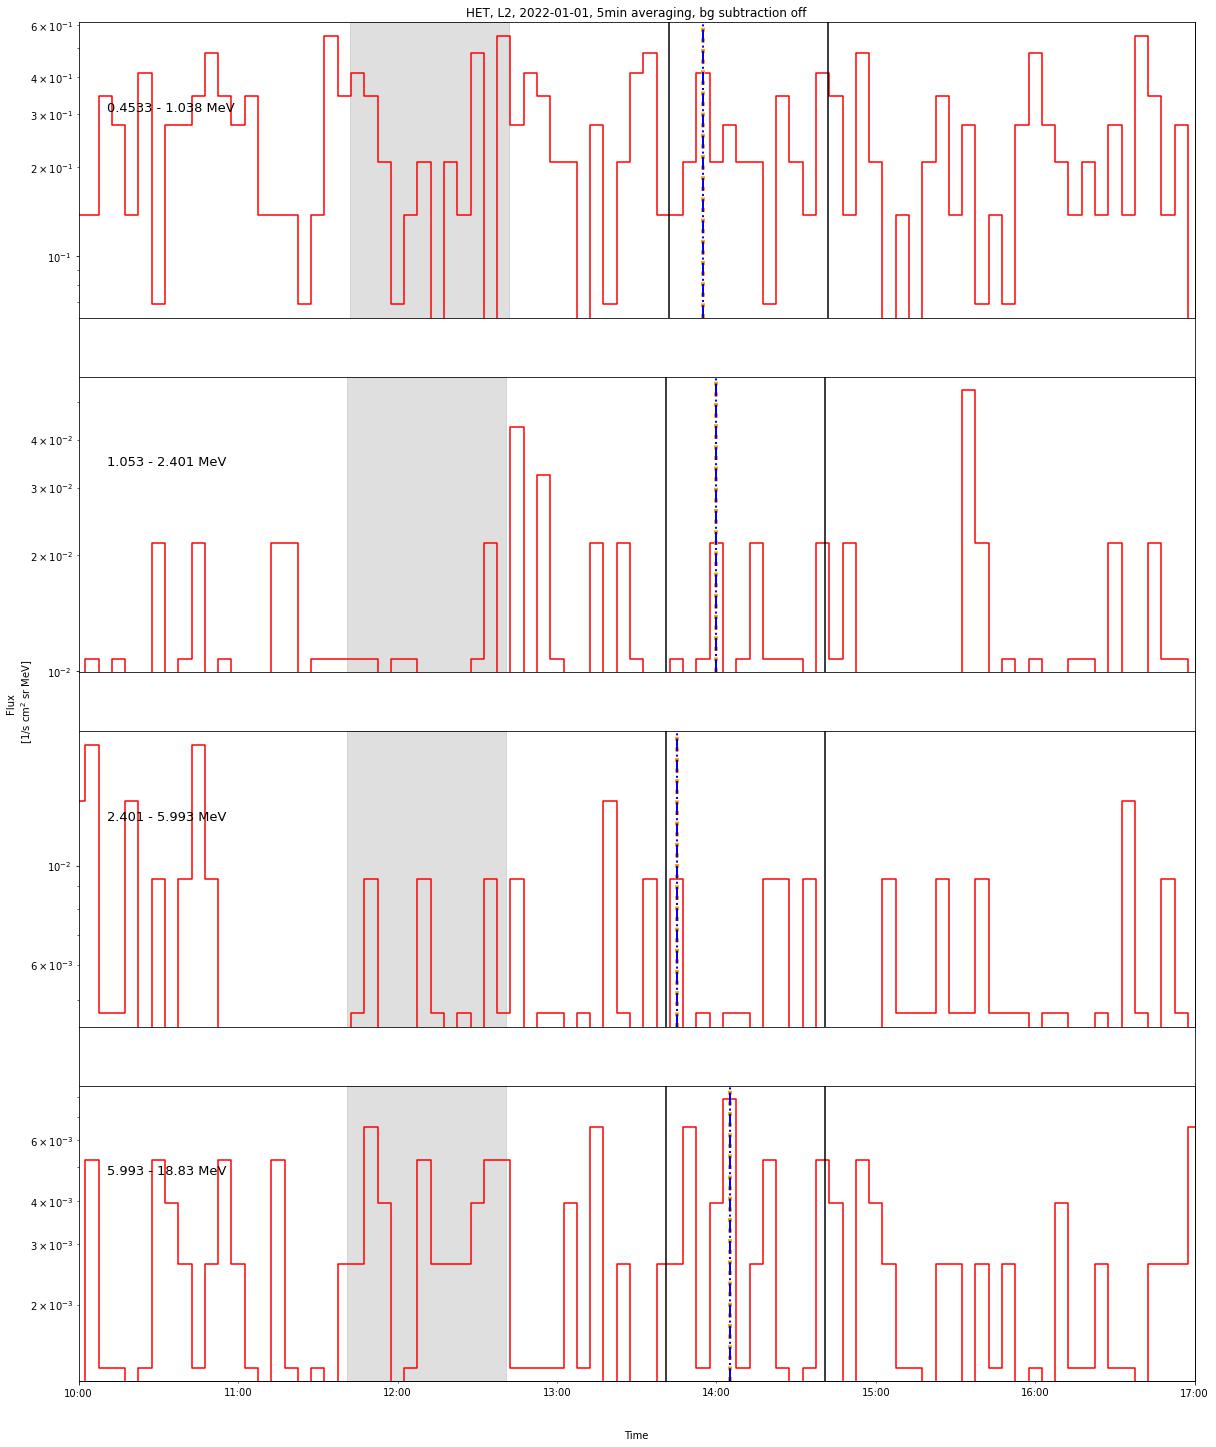 HET, L2, 2022-01-01, 5min averaging, bg subtraction off
6 × 10⁻¹
4 × 10⁻¹
0.4533 - 1.038 MeV
3 × 10⁻¹
2 × 10⁻¹
10⁻¹
4 × 10⁻²
1.053 - 2.401 MeV
3 × 10⁻²
2 × 10⁻²
10⁻²
Flux
[1/s cm² sr MeV]
2.401 - 5.993 MeV
10⁻²
6 × 10⁻³
6 × 10⁻³
5.993 - 18.83 MeV
4 × 10⁻³
3 × 10⁻³
2 × 10⁻³
10:00 11:00 12:00 13:00 14:00 15:00 16:00 17:00
Time